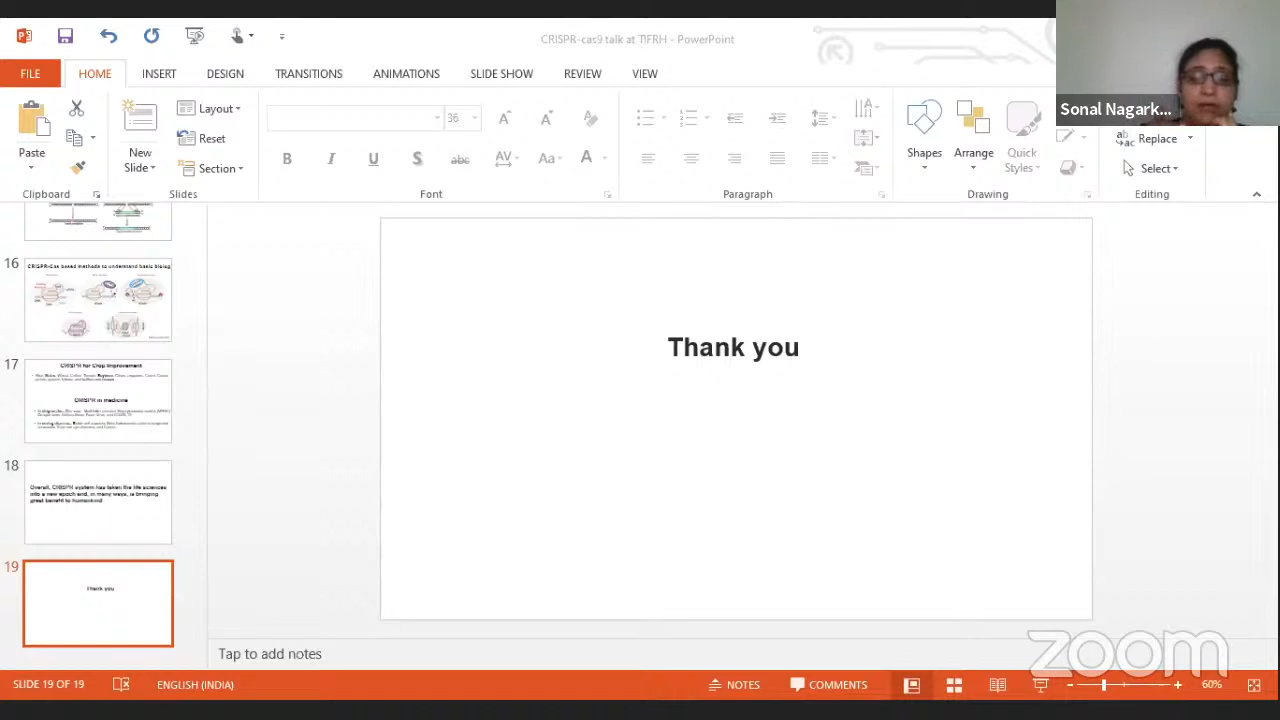 CRISPR-cas9 talk at TIFRH - PowerPoint
FILE HOME INSERT DESIGN TRANSITIONS ANIMATIONS SLIDE SHOW REVIEW VIEW
Sonal Nagark...
Paste
New Slide
Layout
Reset
Section
36
Shapes
Arrange
Quick Styles
Replace
Select
Clipboard
Slides
Font
Paragraph
Drawing
Editing
16
CRISPR-Cas based methods to understand basic biolog
17
CRISPR for Crop Improvement
CRISPR in medicine
18
Overall, CRISPR system has taken the life sciences
into a new epoch and, in many ways, is bringing
great benefit to humankind
19
Thank you
Thank you
Tap to add notes
zoom
SLIDE 19 OF 19
ENGLISH (INDIA)
NOTES
COMMENTS
60%